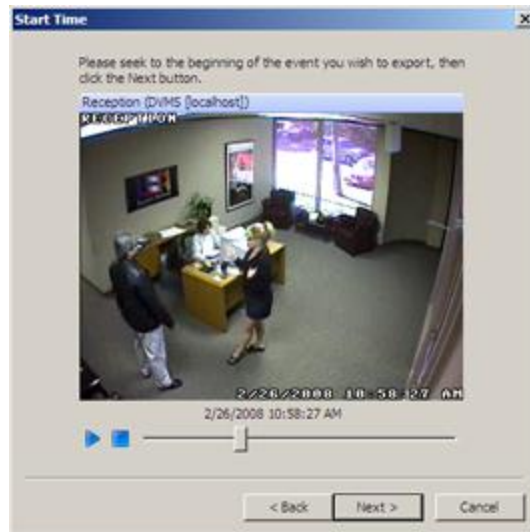 Start Time
Please seek to the beginning of the event you wish to export, then
click the Next button.
Reception (DVMS [localhost])
RECEPTION
2/26/2008 10:58:27 AM
2/26/2008 10:58:27 AM
< Back
Next >
Cancel